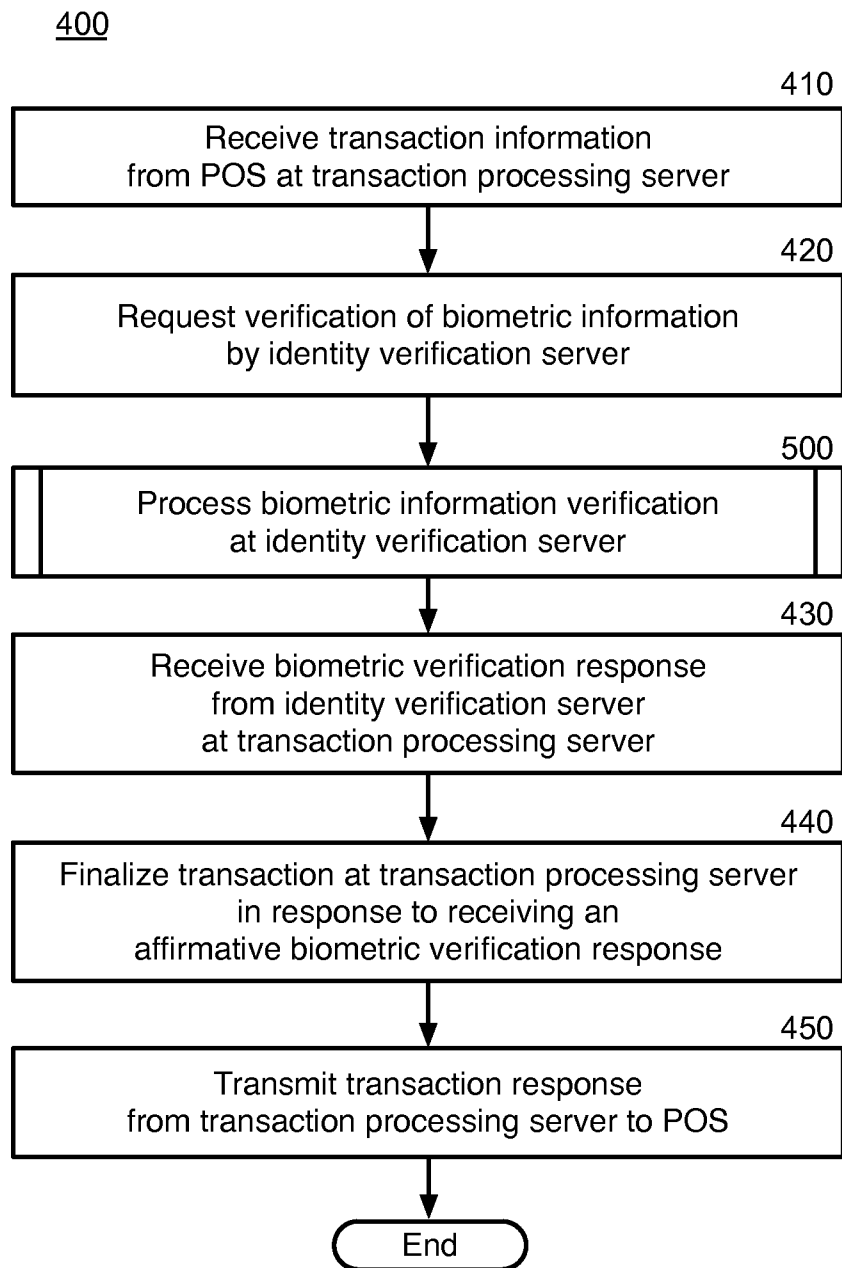 400
410
Receive transaction information
from POS at transaction processing server
420
Request verification of biometric information
by identity verification server
500
Process biometric information verification
at identity verification server
430
Receive biometric verification response
from identity verification server
at transaction processing server
440
Finalize transaction at transaction processing server
in response to receiving an
affirmative biometric verification response
450
Transmit transaction response
from transaction processing server to POS
End